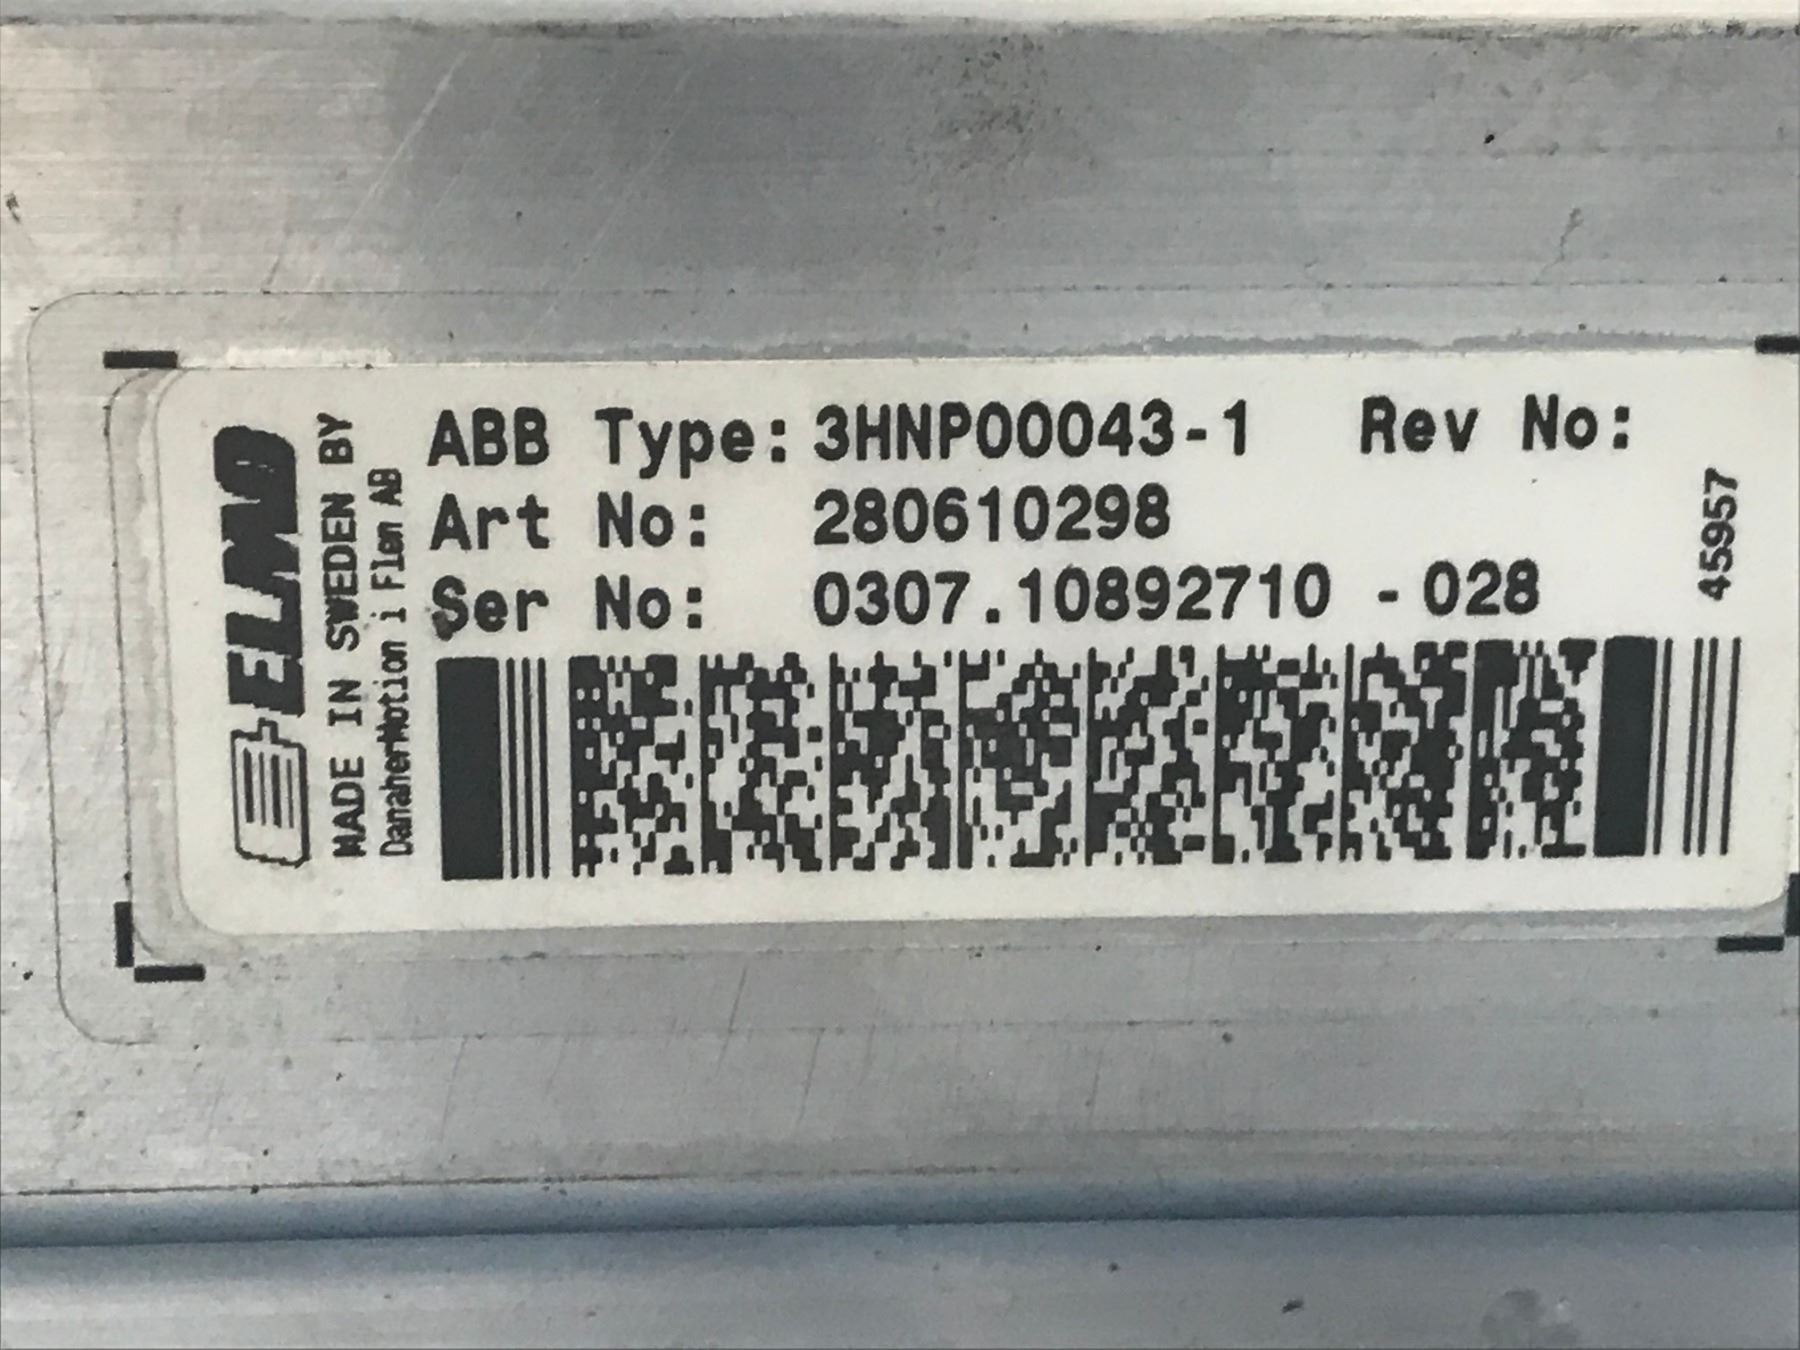 ABB Type: 3HNP00043-1 Rev No:
Art No: 280610298
Ser No: 0307.10892710 -028
45957
ELMO
MADE IN SWEDEN BY
DanaherMotion i Flen AB